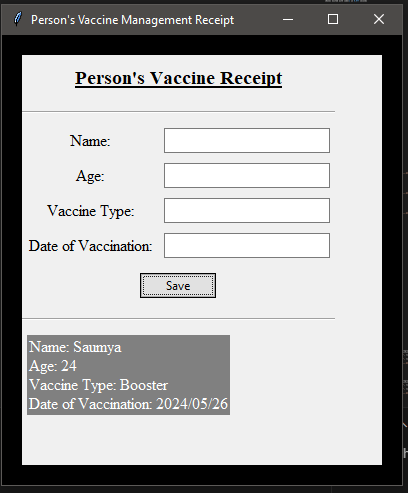 Person's Vaccine Management Receipt
Person's Vaccine Receipt
Name:
Age:
Vaccine Type:
Date of Vaccination:
Save
Name: Saumya
Age: 24
Vaccine Type: Booster
Date of Vaccination: 2024/05/26